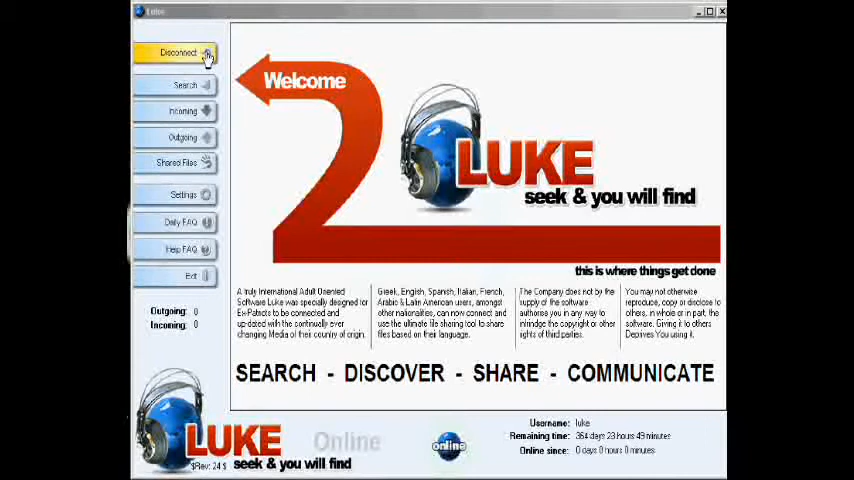 Luke
Disconnect
Search
Incoming
Outgoing
Shared Files
Settings
Daily FAQ
Help FAQ
Exit
Outgoing: 0
Incoming: 0
Welcome
2
LUKE
seek & you will find
this is where things get done
A truly International Adult Oriented
Software Luke was specially designed for
Ex-Patriots to be connected and
up-dated with the continually ever
changing Media of their country of origin.
Greek, English, Spanish, Italian, French,
Arabic & Latin American users, amongst
other nationalities, can now connect and
use the ultimate file sharing tool to share
files based on their language.
The Company does not by the
supply of the software
authorise you in any way to
infridge the copyright or other
rights of third parties.
You may not otherwise
reproduce, copy or disclose to
others, in whole or in part, the
software. Giving it to others
Deprives You using it.
SEARCH - DISCOVER - SHARE - COMMUNICATE
LUKE
$Rev: 24 $ seek & you will find
Online
online
Username: luke
Remaining time: 364 days 23 hours 49 minutes
Online since: 0 days 0 hours 0 minutes